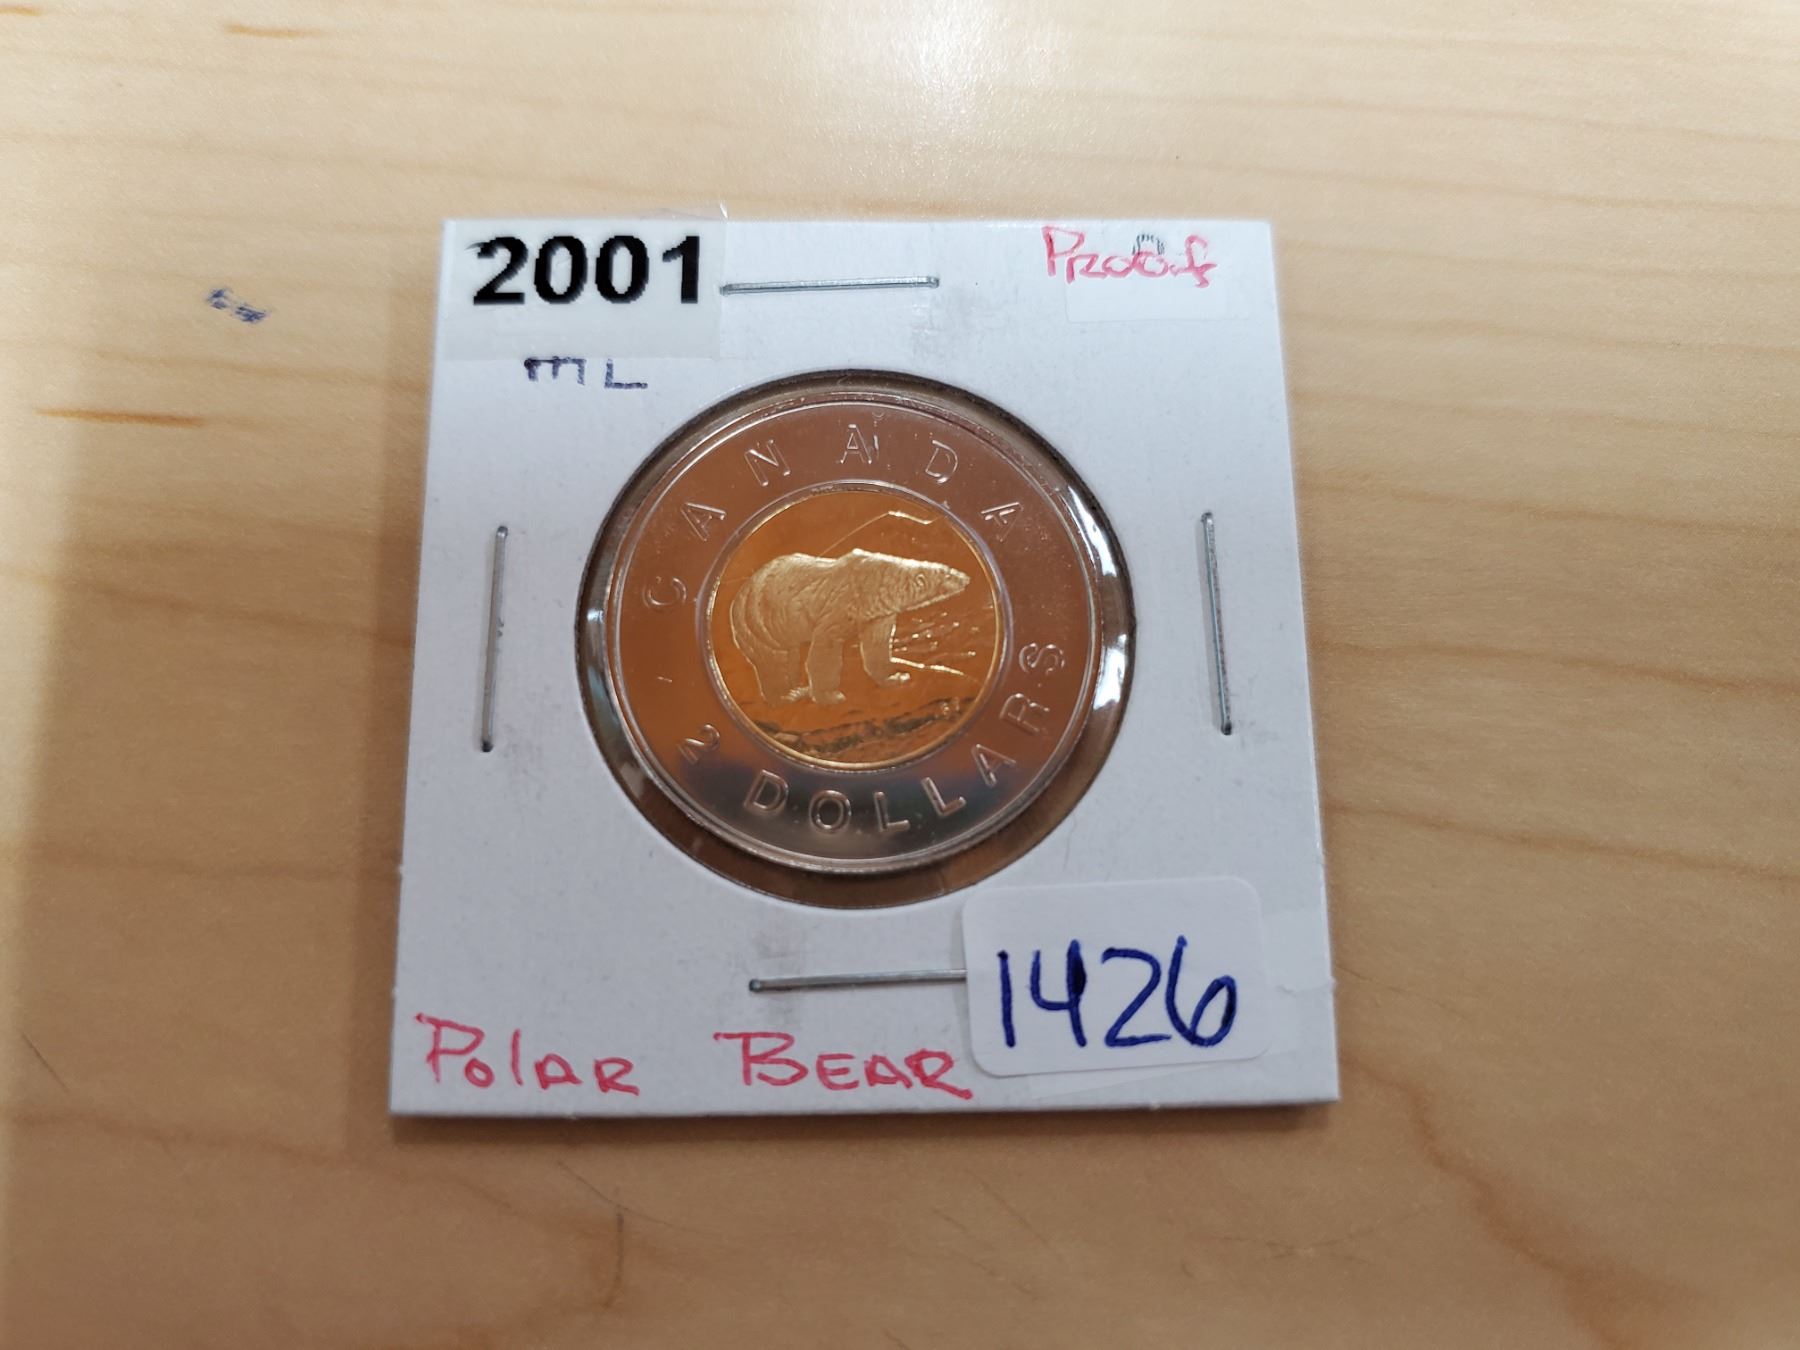 2001
Proof
ML
CANADA
2 DOLLARS
1426
Polar Bear